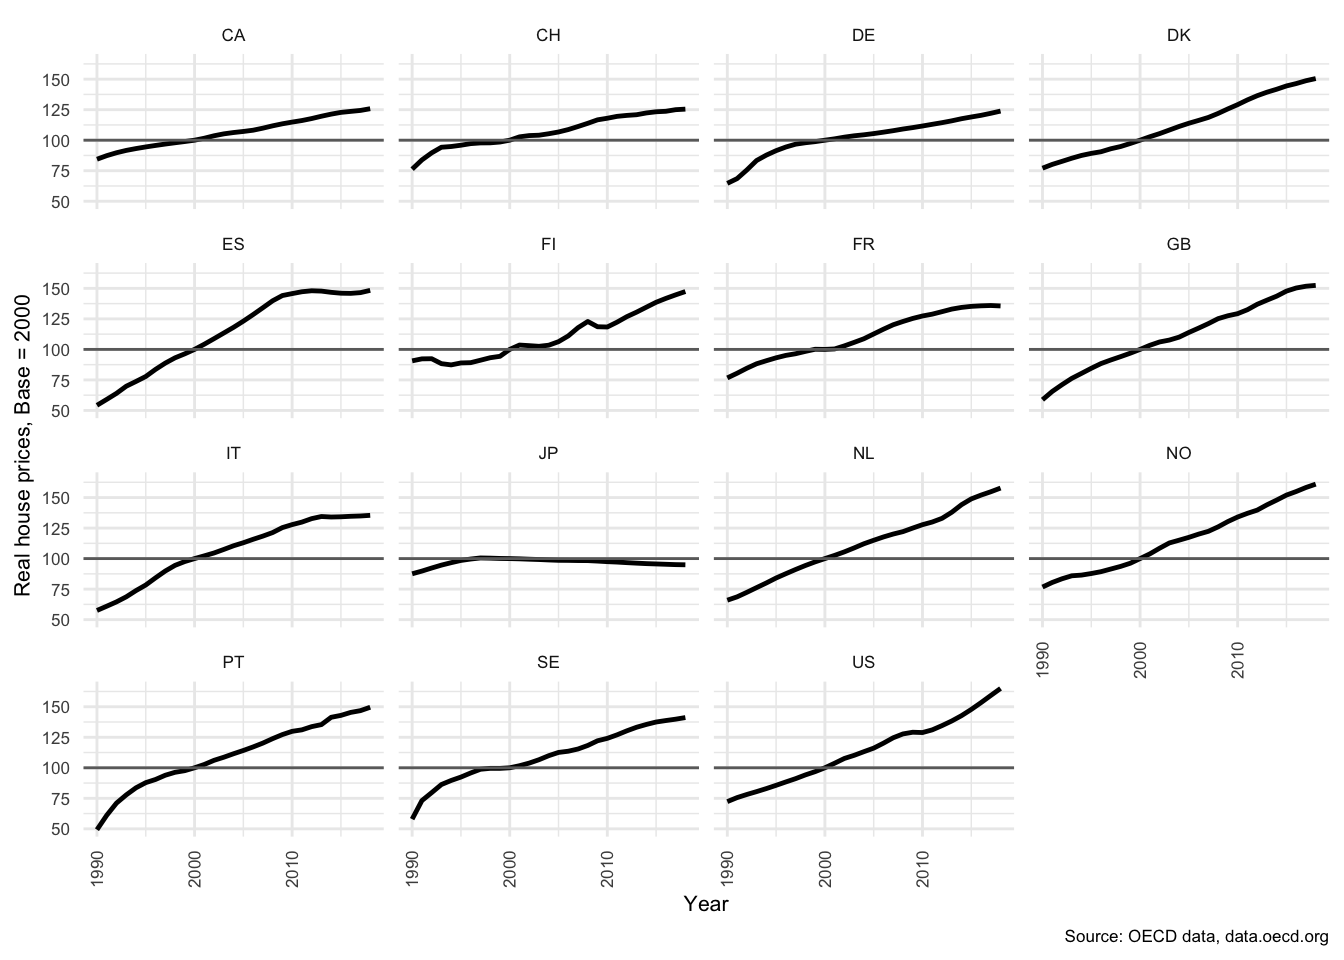 CA
CH
DE
DK
150
125
100
75
50
ES
FI
FR
GB
150
125
100
75
50
IT
JP
NL
NO
150
125
100
75
50
1990
2000
2010
PT
SE
US
150
125
100
75
50
1990
2000
2010
1990
2000
2010
1990
2000
2010
Real house prices, Base = 2000
Year
Source: OECD data, data.oecd.org